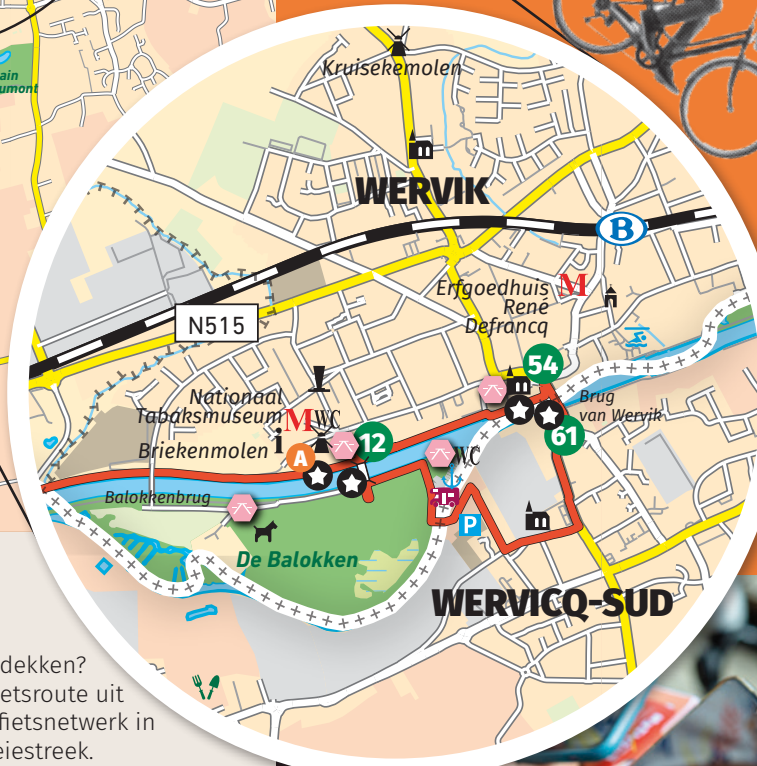 ain
umont
Kruisekemolen
WERVIK
B
Erfgoedhuis M
René
Defrancq
N515
54
Nationaal
Tabaksmuseum M WC
Briekenmolen i
12
A
Brug
van Wervik
61
WC
Balokkenbrug
P
De Balokken
WERVICQ-SUD
dekken?
etsroute uit
fietsnetwerk in
eiestreek.